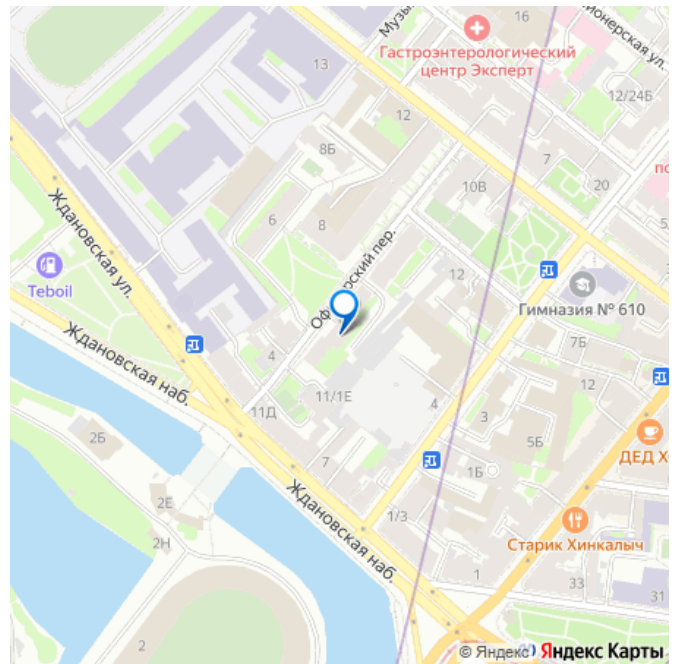 16
Музы
ионерская ул.
Гастроэнтерологический
центр Эксперт
13
12/24Б
12
8Б
7
по
10В
20
6
8
5
Ждановская ул.
Офицерский пер.
12
Teboil
Гимназия № 610
Ждановская наб.
7Б
4
12
11/1Е
11Д
4
3
5Б
ДЕД Х
2Б
7
1Б
2Е
Ждановская наб.
1/3
Старик Хинкалыч
2Н
1
33
31
2
© Яндекс Яндекс Карты